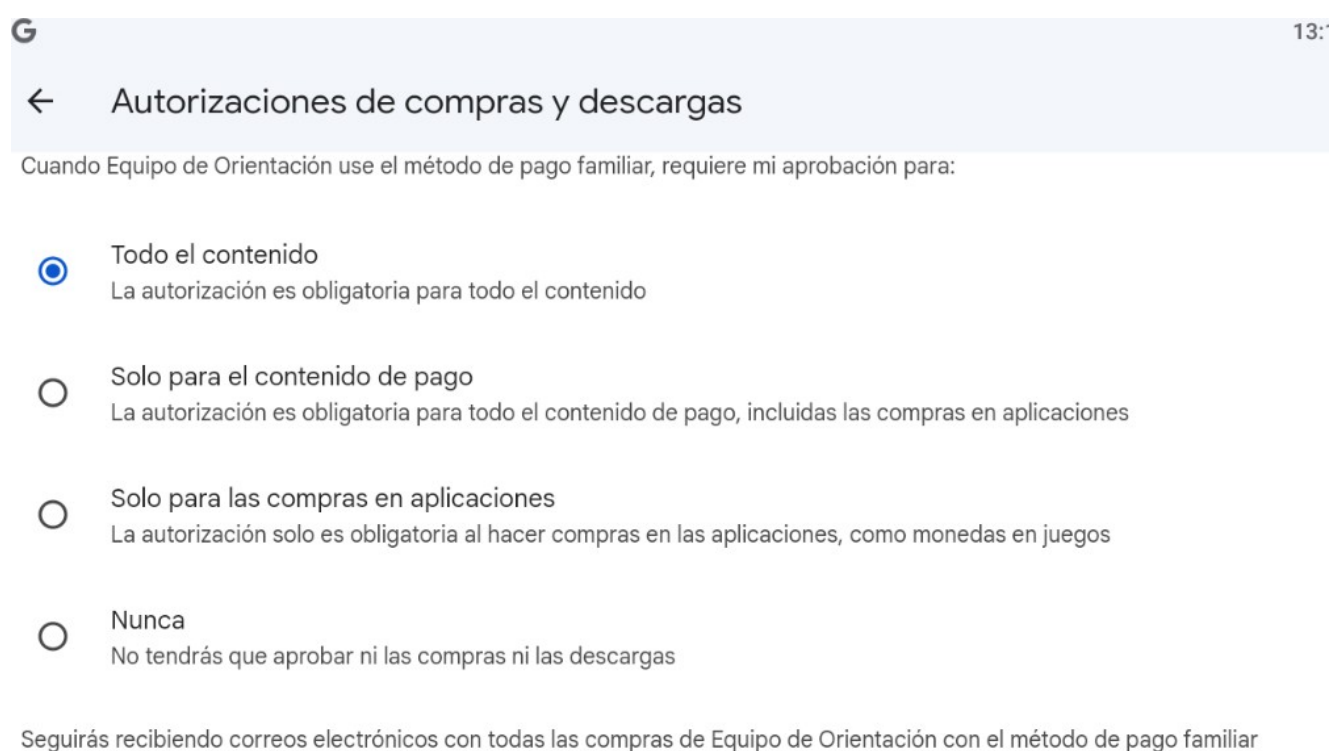 G
13:1
Autorizaciones de compras y descargas
Cuando Equipo de Orientación use el método de pago familiar, requiere mi aprobación para:
Todo el contenido
La autorización es obligatoria para todo el contenido
Solo para el contenido de pago
La autorización es obligatoria para todo el contenido de pago, incluidas las compras en aplicaciones
Solo para las compras en aplicaciones
La autorización solo es obligatoria al hacer compras en las aplicaciones, como monedas en juegos
Nunca
No tendrás que aprobar ni las compras ni las descargas
Seguirás recibiendo correos electrónicos con todas las compras de Equipo de Orientación con el método de pago familiar